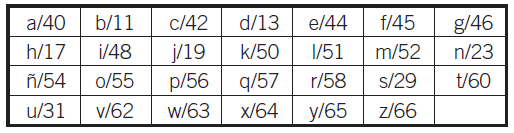 a/40 b/11 c/42 d/13 e/44 f/45 g/46
h/17 i/48 j/19 k/50 l/51 m/52 n/23
ñ/54 o/55 p/56 q/57 r/58 s/29 t/60
u/31 v/62 w/63 x/64 y/65 z/66